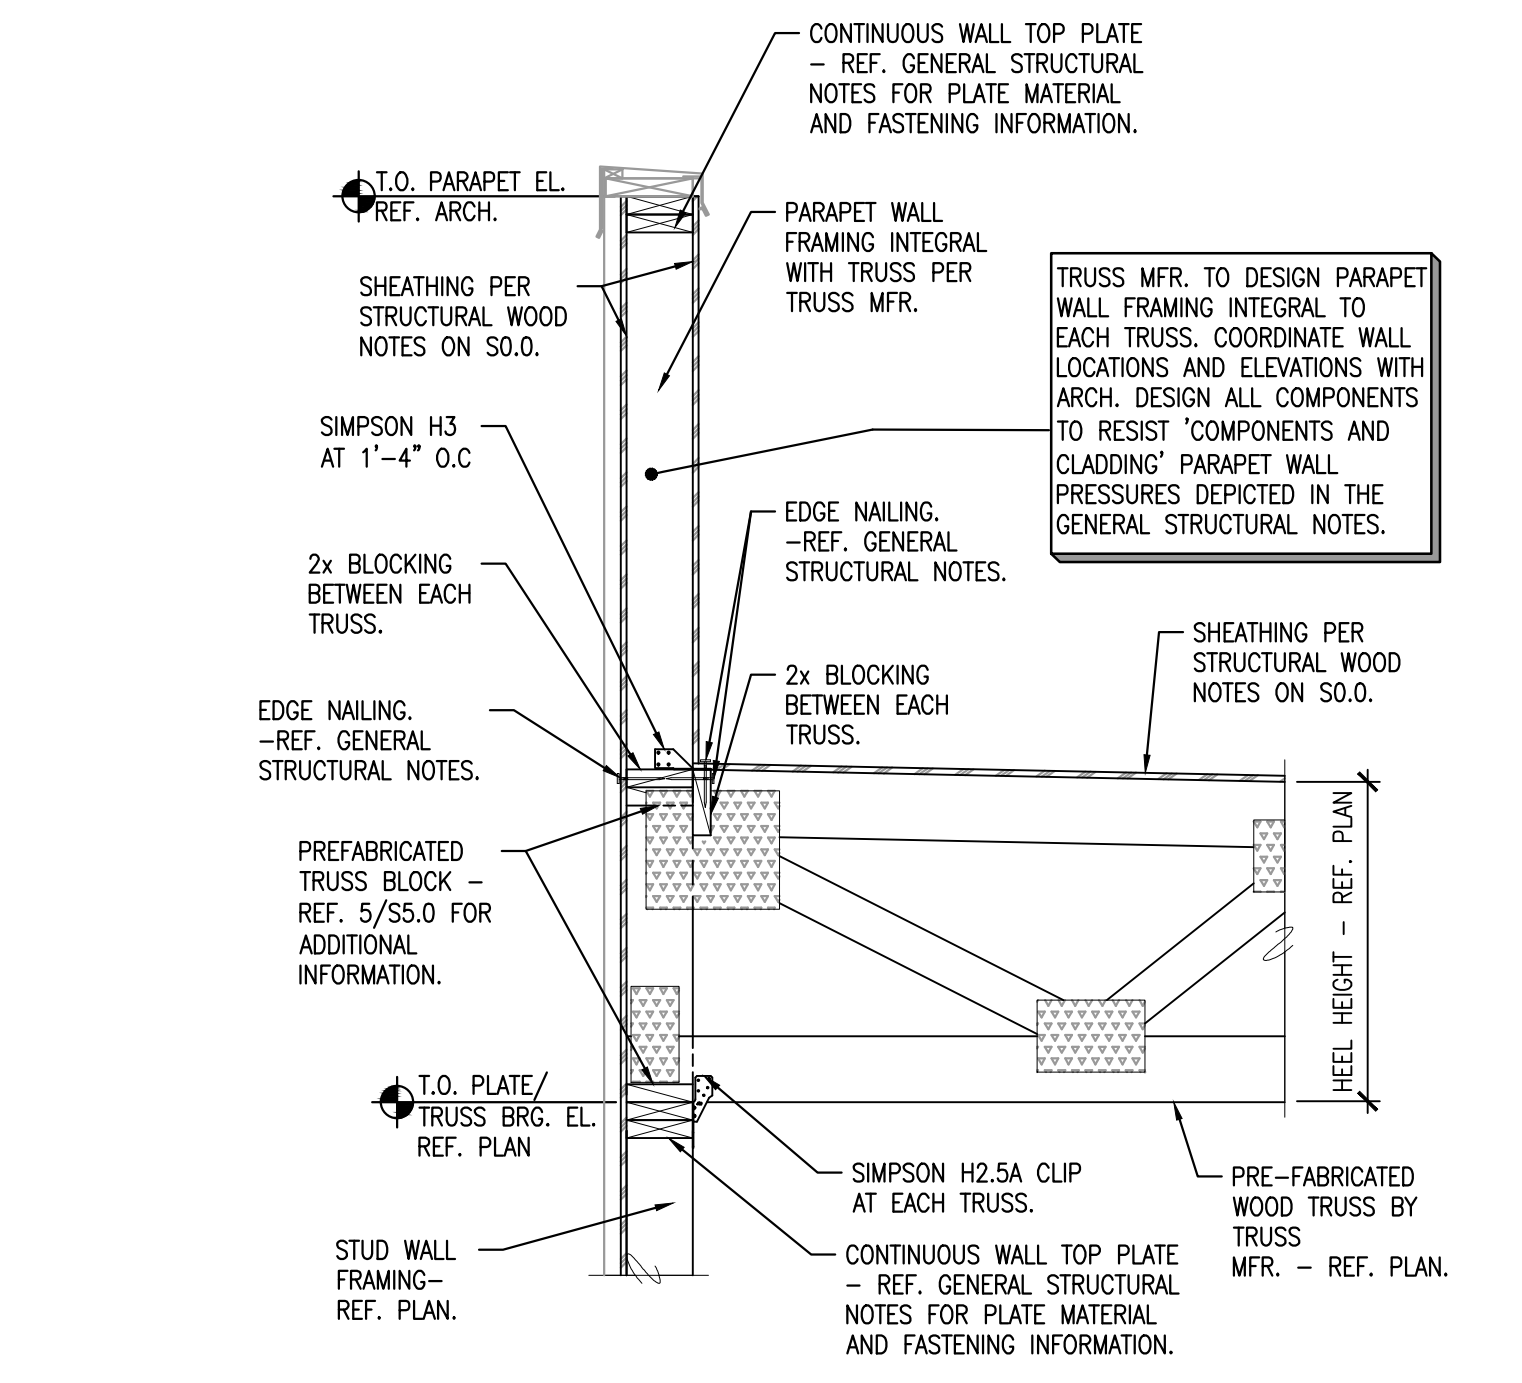 CONTINUOUS WALL TOP PLATE
- REF. GENERAL STRUCTURAL
NOTES FOR PLATE MATERIAL
AND FASTENING INFORMATION.
T.O. PARAPET EL.
REF. ARCH.
PARAPET WALL
FRAMING INTEGRAL
WITH TRUSS PER
TRUSS MFR.
SHEATHING PER
STRUCTURAL WOOD
NOTES ON S0.0.
TRUSS MFR. TO DESIGN PARAPET
WALL FRAMING INTEGRAL TO
EACH TRUSS. COORDINATE WALL
LOCATIONS AND ELEVATIONS WITH
ARCH. DESIGN ALL COMPONENTS
TO RESIST 'COMPONENTS AND
CLADDING' PARAPET WALL
PRESSURES DEPICTED IN THE
GENERAL STRUCTURAL NOTES.
SIMPSON H3
AT 1'-4" O.C
EDGE NAILING.
-REF. GENERAL
STRUCTURAL NOTES.
2x BLOCKING
BETWEEN EACH
TRUSS.
SHEATHING PER
STRUCTURAL WOOD
NOTES ON S0.0.
2x BLOCKING
BETWEEN EACH
TRUSS.
EDGE NAILING.
-REF. GENERAL
STRUCTURAL NOTES.
PREFABRICATED
TRUSS BLOCK -
REF. 5/S5.0 FOR
ADDITIONAL
INFORMATION.
HEEL HEIGHT - REF. PLAN
T.O. PLATE/
TRUSS BRG. EL.
REF. PLAN
SIMPSON H2.5A CLIP
AT EACH TRUSS.
PRE-FABRICATED
WOOD TRUSS BY
TRUSS
MFR. - REF. PLAN.
STUD WALL
FRAMING-
REF. PLAN.
CONTINUOUS WALL TOP PLATE
- REF. GENERAL STRUCTURAL
NOTES FOR PLATE MATERIAL
AND FASTENING INFORMATION.